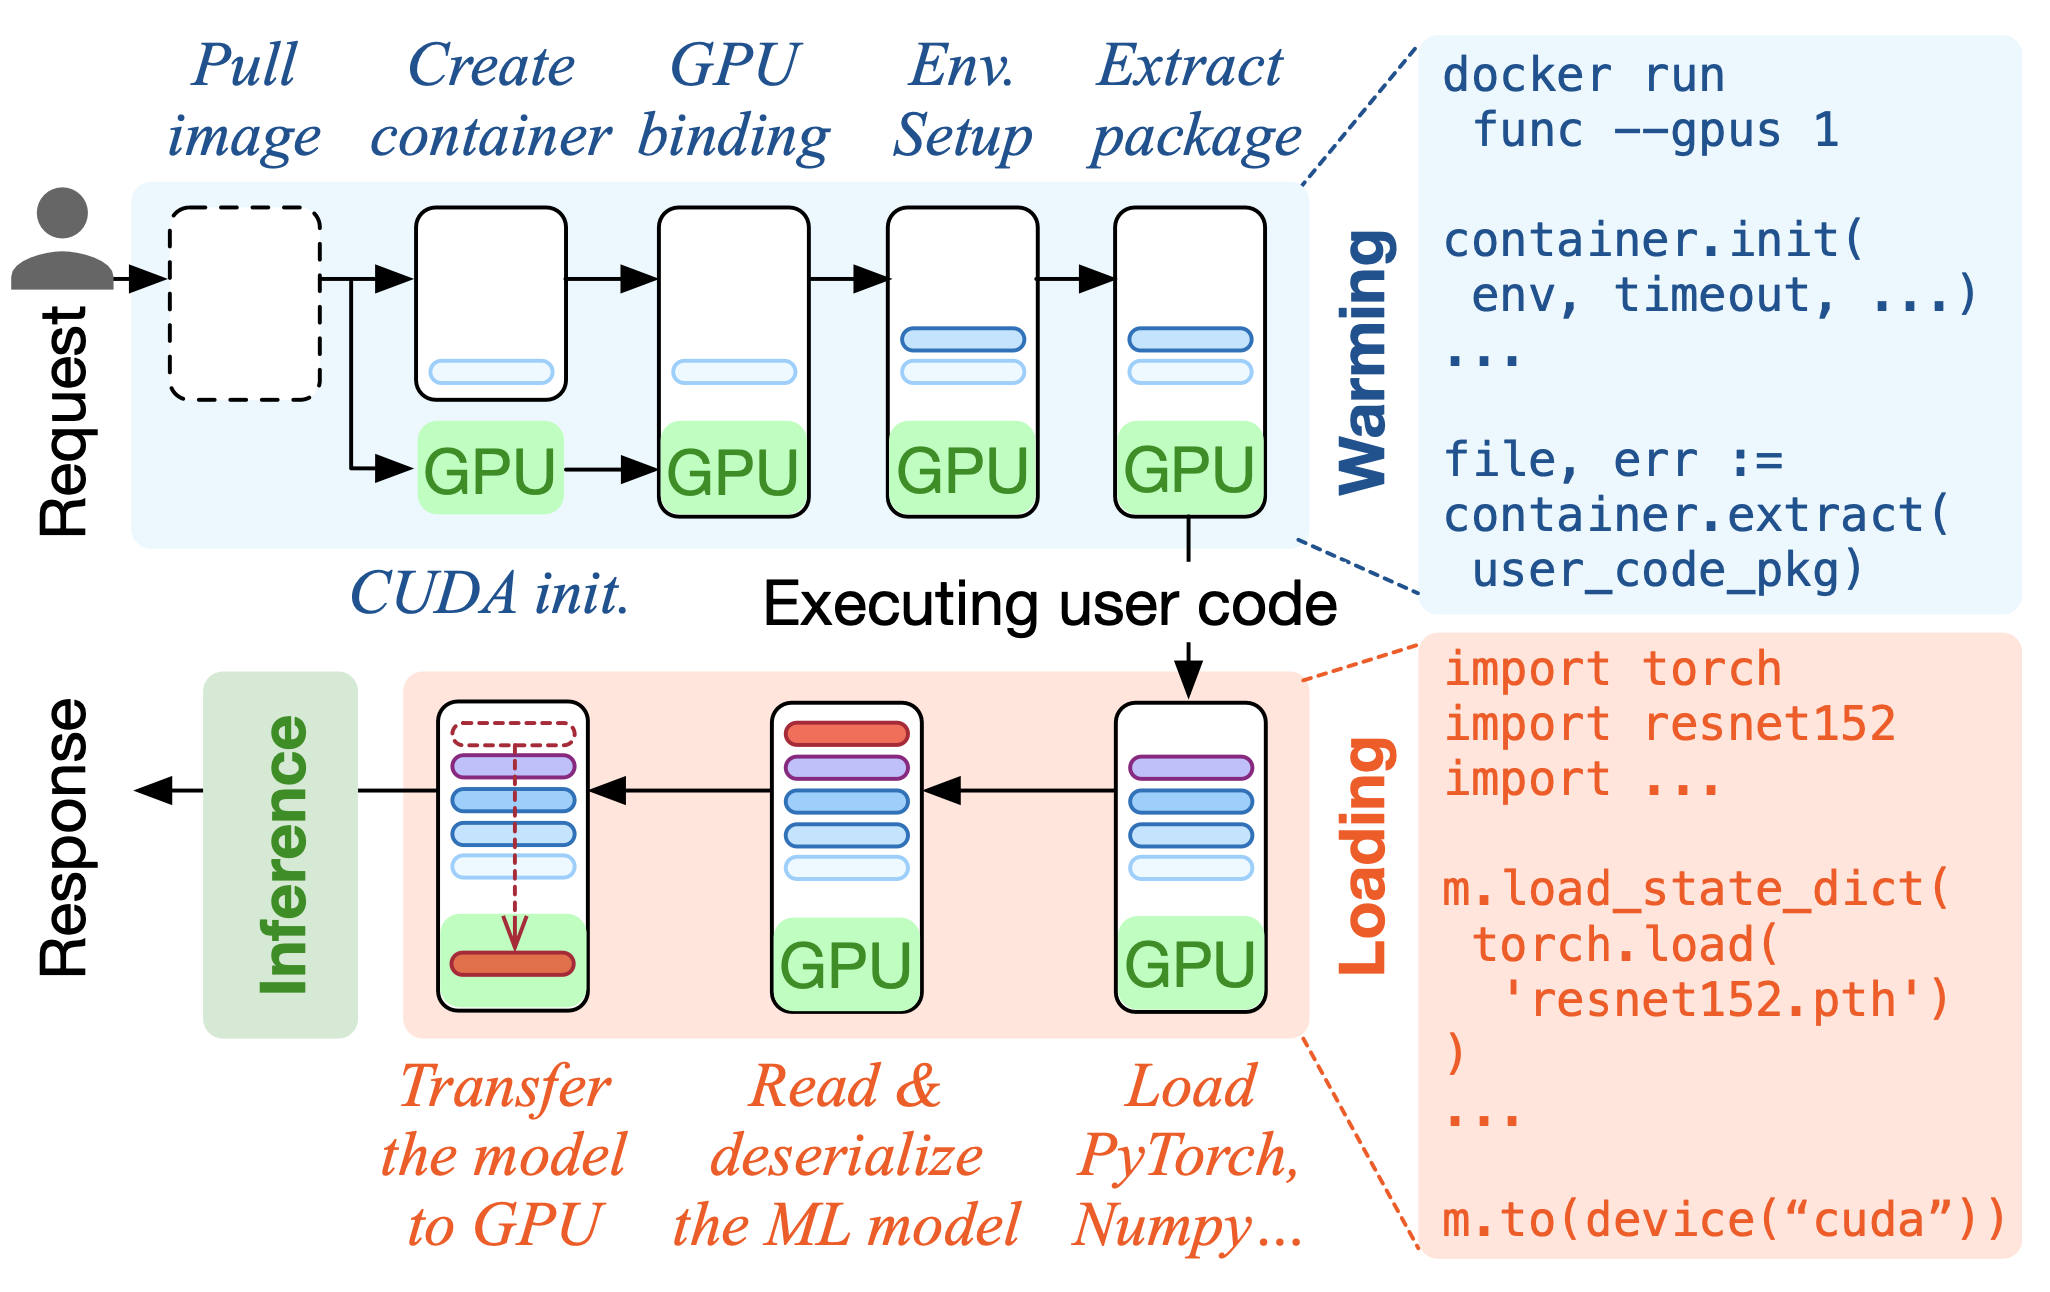 Pull
image
Create
container
GPU
binding
Env.
Setup
Extract
package
Request
GPU
GPU
GPU
GPU
CUDA init.
Warming
docker run
func --gpus 1
container.init(
env, timeout, ...)
...
file, err :=
container.extract(
user_code_pkg)
Executing user code
Response
Inference
GPU
GPU
Transfer
the model
to GPU
Read &
deserialize
the ML model
Load
PyTorch,
Numpy...
Loading
import torch
import resnet152
import ...
m.load_state_dict(
torch.load(
'resnet152.pth')
)
...
m.to(device(“cuda”))